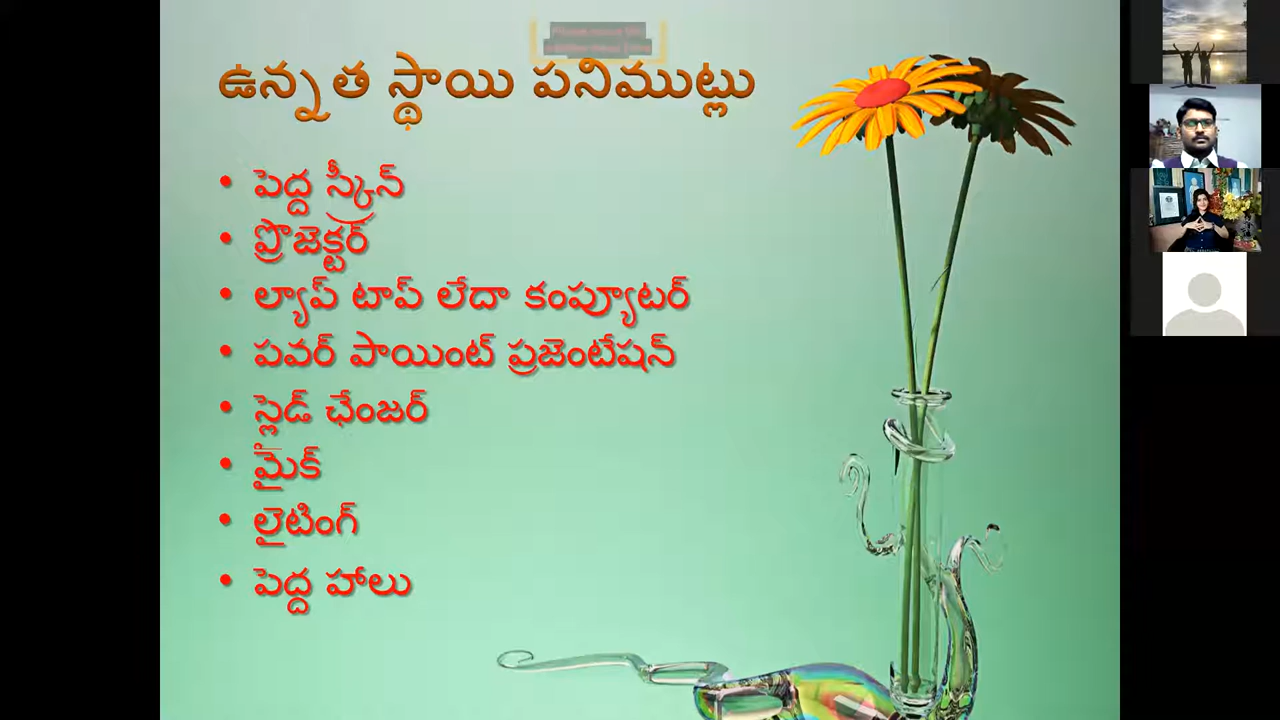 ఉన్నత స్థాయి పనిముట్లు
• పెద్ద స్క్రీన్
• ప్రొజెక్టర్
• ల్యాప్ టాప్ లేదా కంప్యూటర్
• పవర్ పాయింట్ ప్రజెంటేషన్
• స్లైడ్ ఛేంజర్
• మైక్
• లైటింగ్
• పెద్ద హాలు